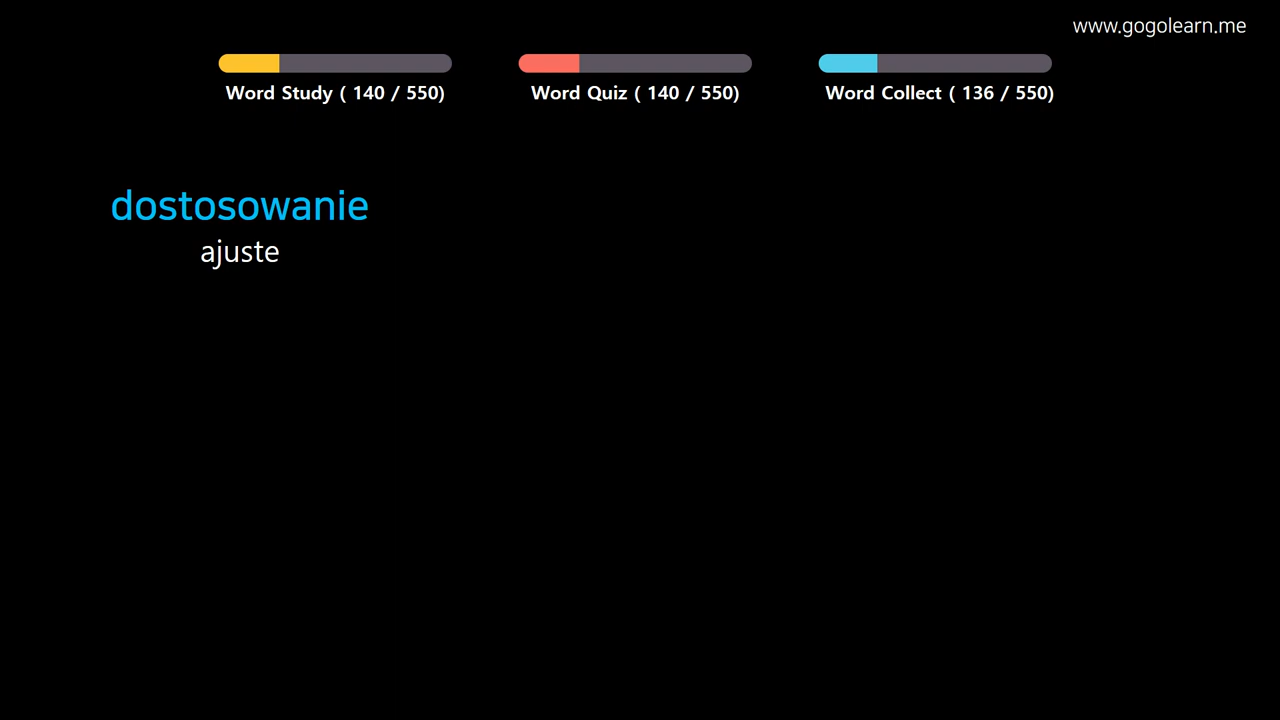 www.gogolearn.me
Word Study ( 140 / 550)
Word Quiz ( 140 / 550)
Word Collect ( 136 / 550)
dostosowanie
ajuste